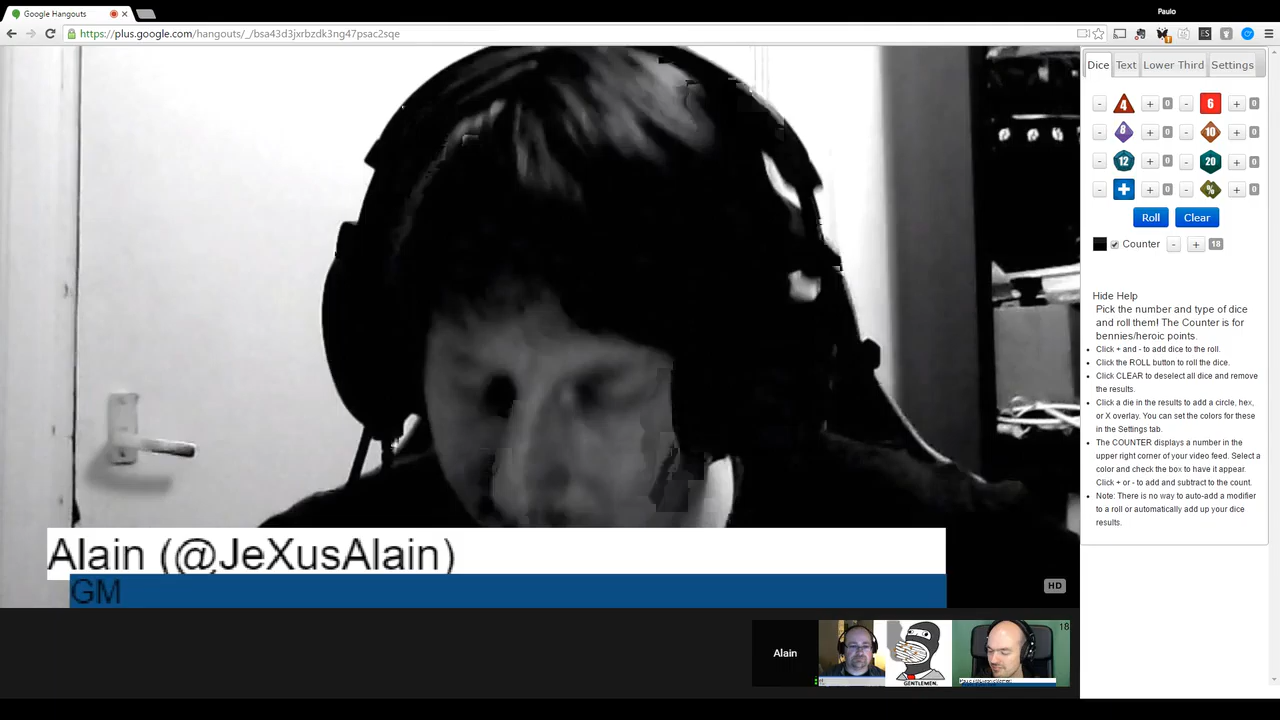 Paulo
Google Hangouts
https://plus.google.com/hangouts/_/bsa43d3jxrbzdk3ng47psac2sqe
Dice Text Lower Third Settings
- 4 + 0 - 6 + 0
- 8 + 0 - 10 + 0
- 12 + 0 - 20 + 0
- + + 0 - % + 0
Roll Clear
Counter - + 18
Hide Help
Pick the number and type of dice
and roll them! The Counter is for
bennies/heroic points.
Click + and - to add dice to the roll.
Click the ROLL button to roll the dice.
Click CLEAR to deselect all dice and remove
the results.
Click a die in the results to add a circle, hex,
or X overlay. You can set the colors for these
in the Settings tab.
The COUNTER displays a number in the
upper right corner of your video feed. Select a
color and check the box to have it appear.
Click + or - to add and subtract to the count.
Note: There is no way to auto-add a modifier
to a roll or automatically add up your dice
results.
Alain (@JeXusAlain)
GM
HD
Alain
GENTLEMEN.
18